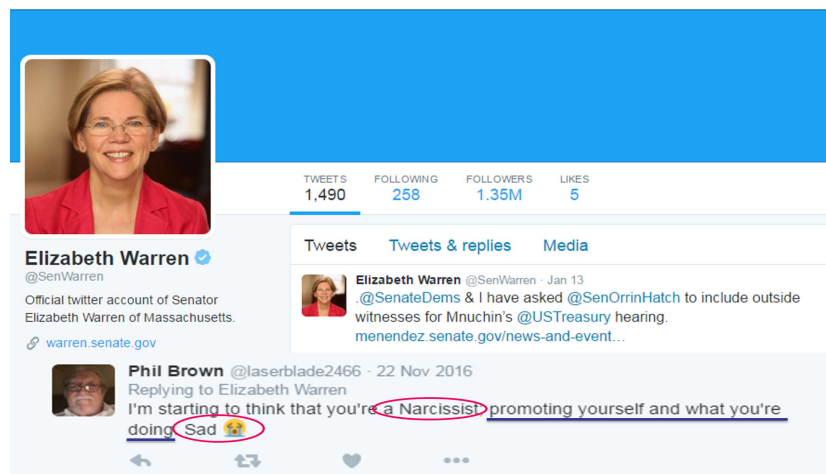 TWEETS FOLLOWING FOLLOWERS LIKES
1,490 258 1.35M 5
Elizabeth Warren
@SenWarren
Official twitter account of Senator
Elizabeth Warren of Massachusetts.
warren.senate.gov
Tweets Tweets & replies Media
Elizabeth Warren @SenWarren · Jan 13
.@SenateDems & I have asked @SenOrrinHatch to include outside
witnesses for Mnuchin's @USTreasury hearing.
menendez.senate.gov/news-and-event…
Phil Brown @laserblade2466 · 22 Nov 2016
Replying to Elizabeth Warren
I'm starting to think that you're a Narcissist, promoting yourself and what you're
doing. Sad 😭